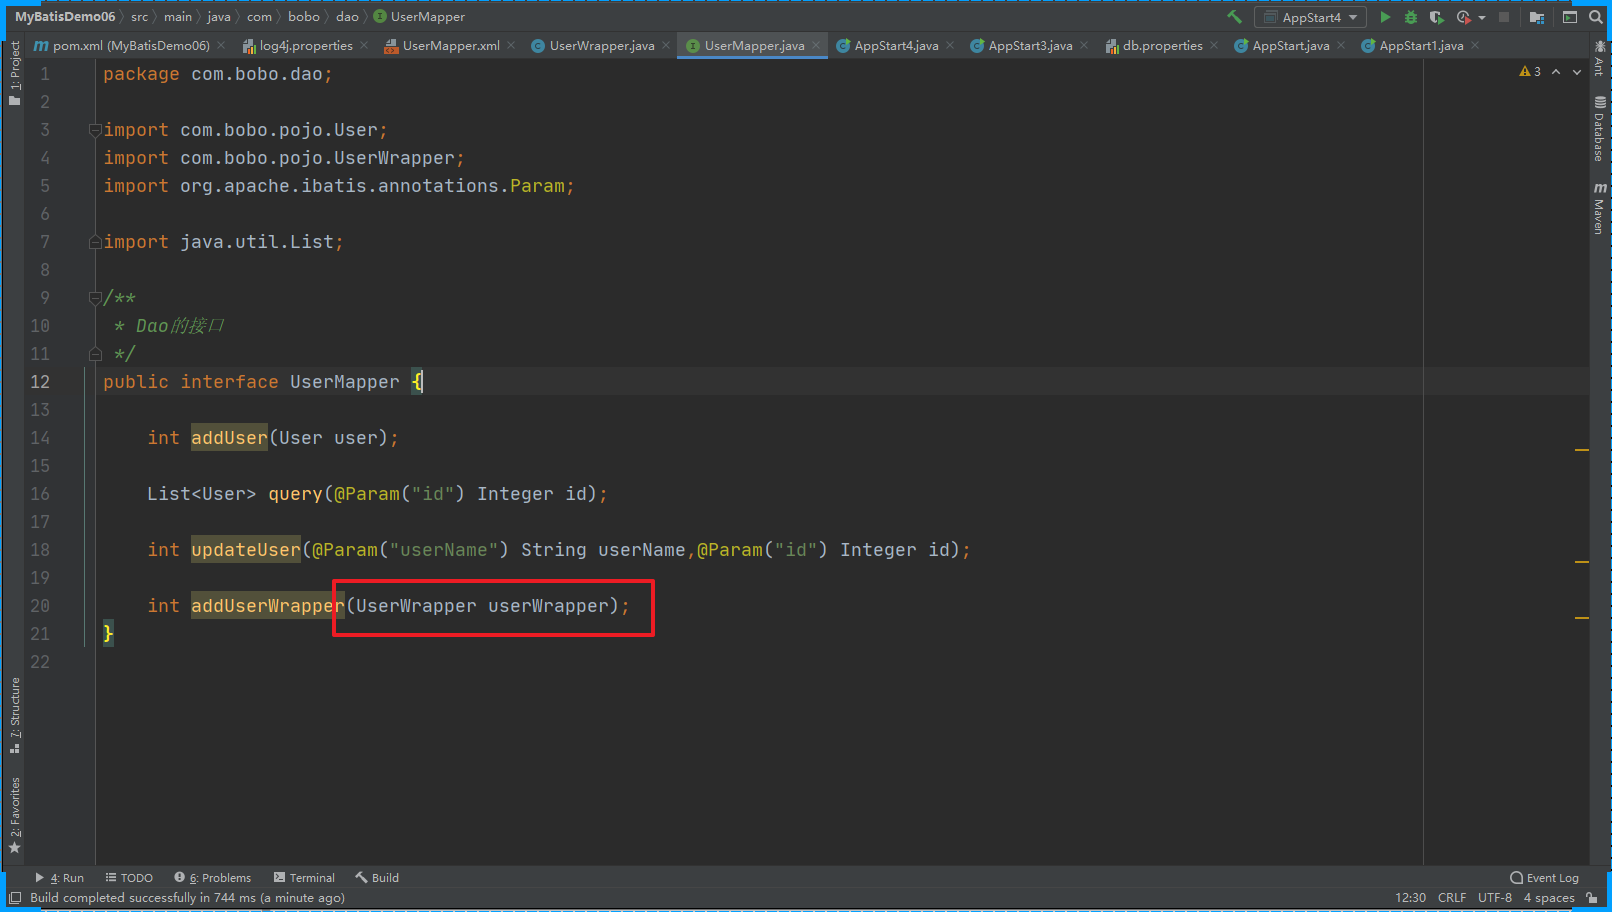 MyBatisDemo06 src main java com bobo dao UserMapper AppStart4
pom.xml (MyBatisDemo06) log4j.properties UserMapper.xml UserWrapper.java UserMapper.java AppStart4.java AppStart3.java db.properties AppStart.java AppStart1.java
1: Project
7: Structure
2: Favorites
Ant
Database
Maven
3
1 package com.bobo.dao;
2
3 import com.bobo.pojo.User;
4 import com.bobo.pojo.UserWrapper;
5 import org.apache.ibatis.annotations.Param;
6
7 import java.util.List;
8
9 /**
10 * Dao的接口
11 */
12 public interface UserMapper {
13
14 int addUser(User user);
15
16 List<User> query(@Param("id") Integer id);
17
18 int updateUser(@Param("userName") String userName,@Param("id") Integer id);
19
20 int addUserWrapper(UserWrapper userWrapper);
21 }
22
4: Run TODO 6: Problems Terminal Build Event Log
Build completed successfully in 744 ms (a minute ago) 12:30 CRLF UTF-8 4 spaces